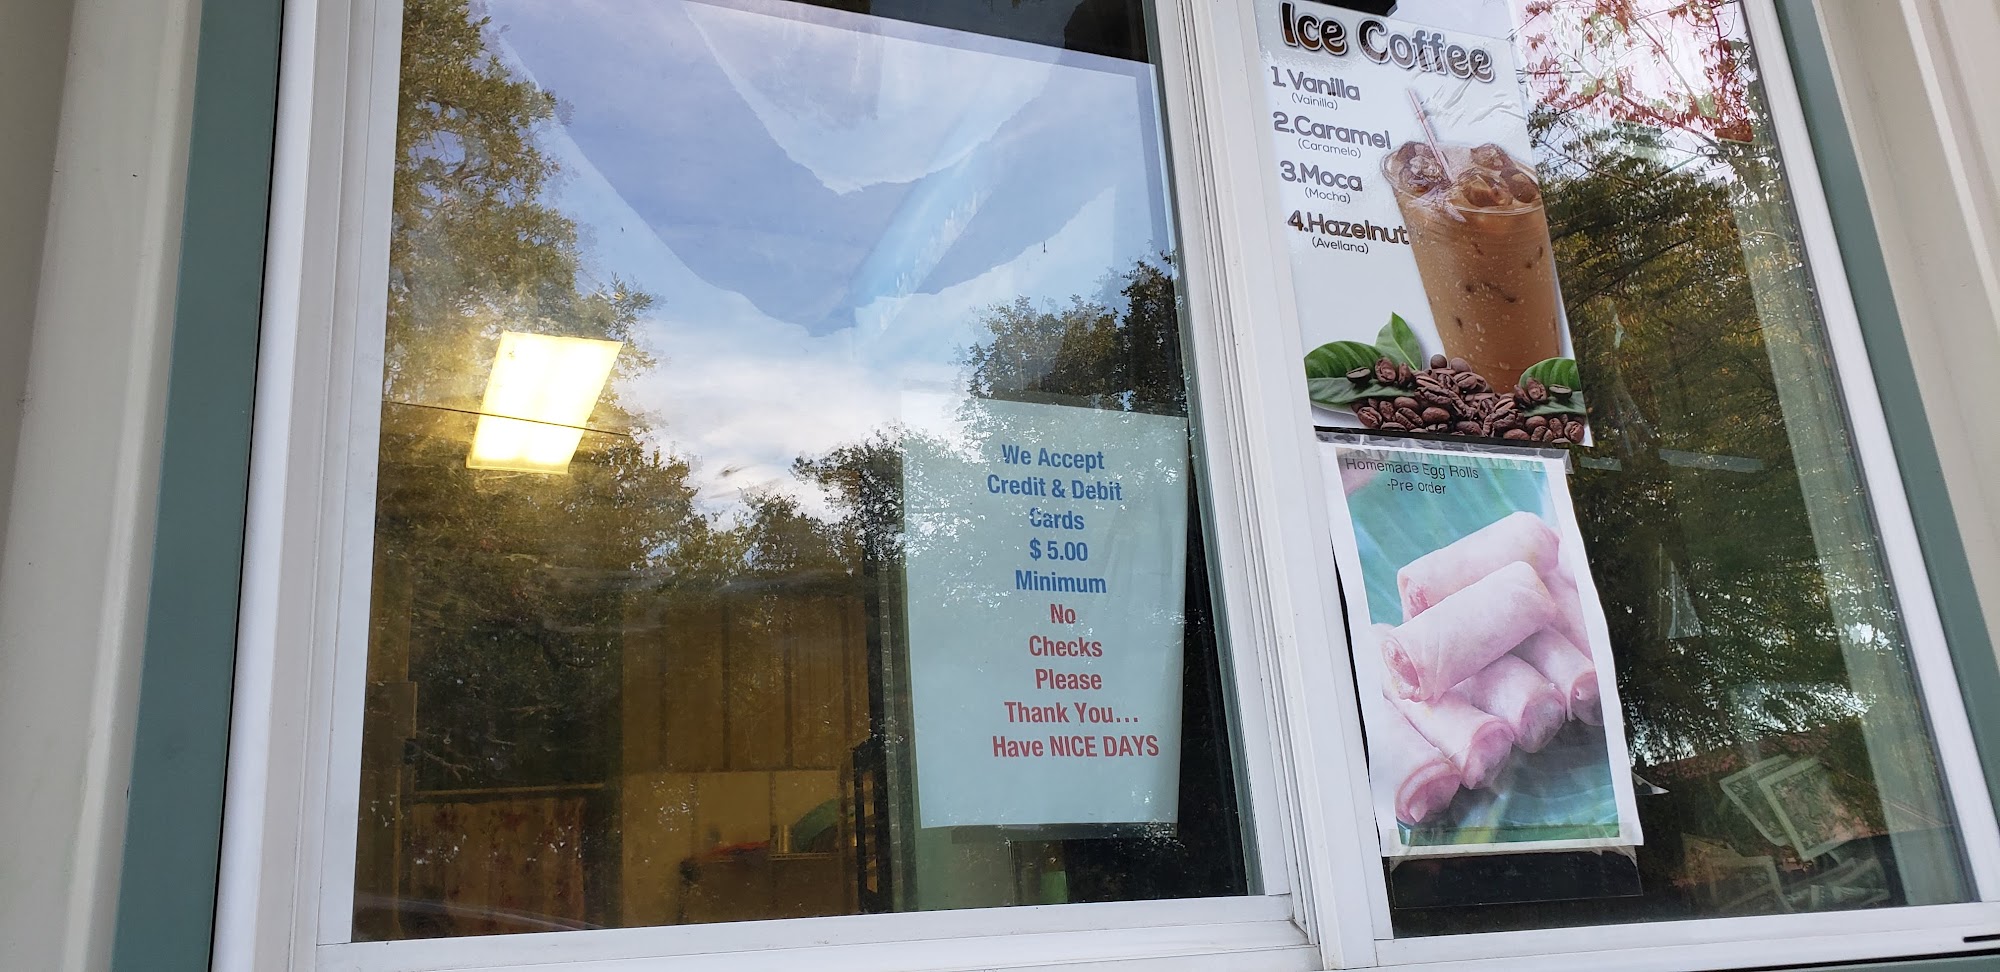 We Accept
Credit & Debit
Cards
$ 5.00
Minimum
No
Checks
Please
Thank You...
Have NICE DAYS
Ice Coffee
1.Vanilla
(Vainilla)
2.Caramel
(Caramelo)
3.Moca
(Mocha)
4.Hazelnut
(Avellana)
Homemade Egg Rolls
-Pre order